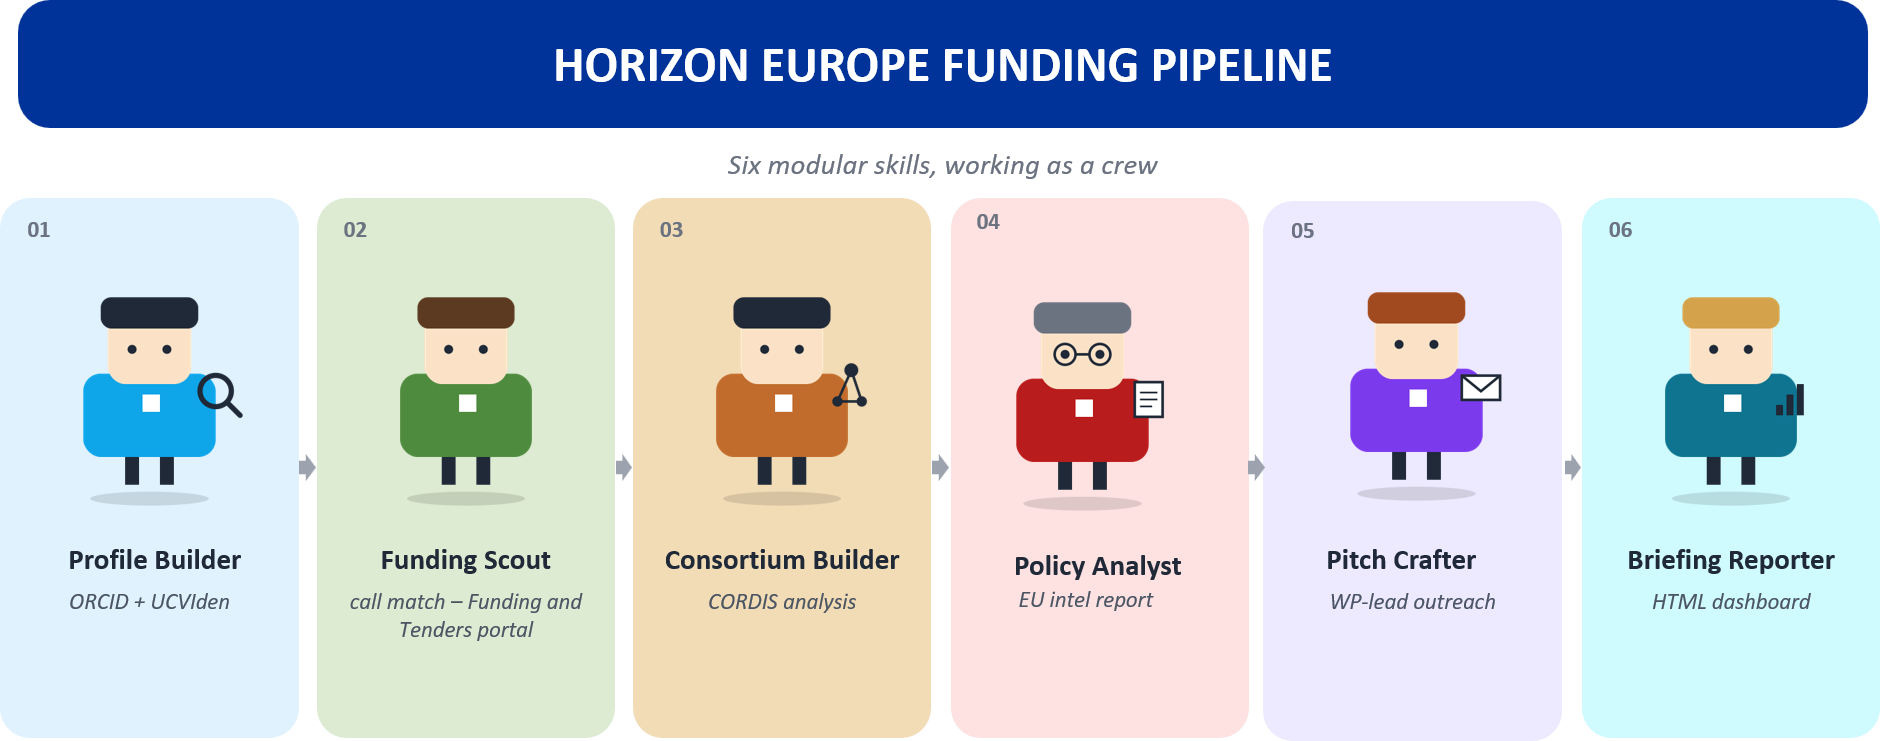 HORIZON EUROPE FUNDING PIPELINE
Six modular skills, working as a crew
01
Profile Builder
ORCID + UCVIden
02
Funding Scout
call match – Funding and
Tenders portal
03
Consortium Builder
CORDIS analysis
04
Policy Analyst
EU intel report
05
Pitch Crafter
WP-lead outreach
06
Briefing Reporter
HTML dashboard